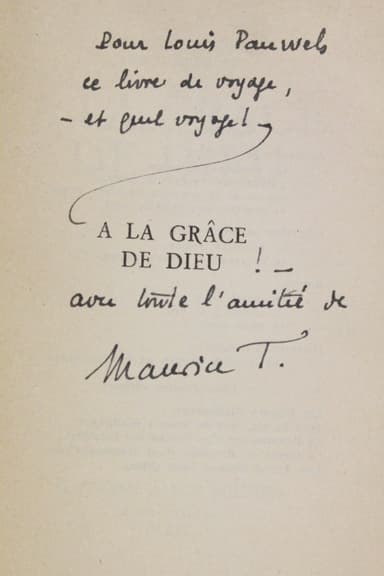 Pour Louis Pauwels
ce livre de voyage,
– et quel voyage! –
A LA GRÂCE
DE DIEU ! –
avec toute l'amitié de
Maurice T.